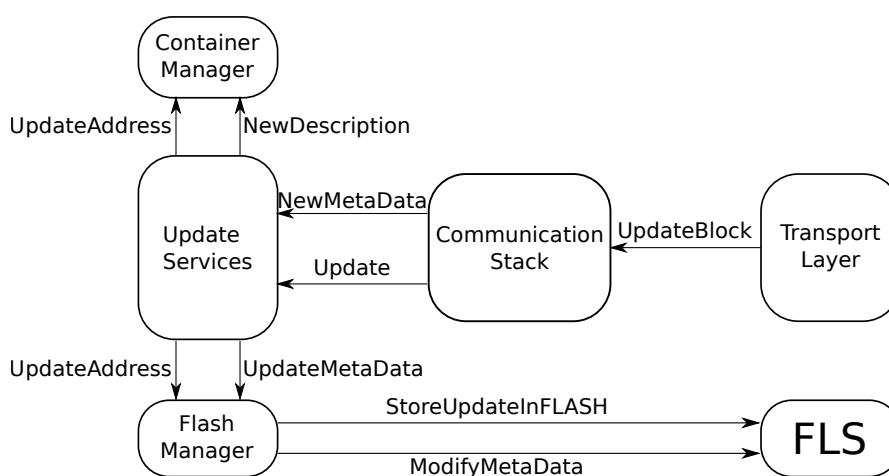 Container
Manager
UpdateAddress
NewDescription
NewMetaData
Update
Services
Communication
Stack
UpdateBlock
Transport
Layer
Update
UpdateAddress
UpdateMetaData
StoreUpdateInFLASH
Flash
Manager
FLS
ModifyMetaData